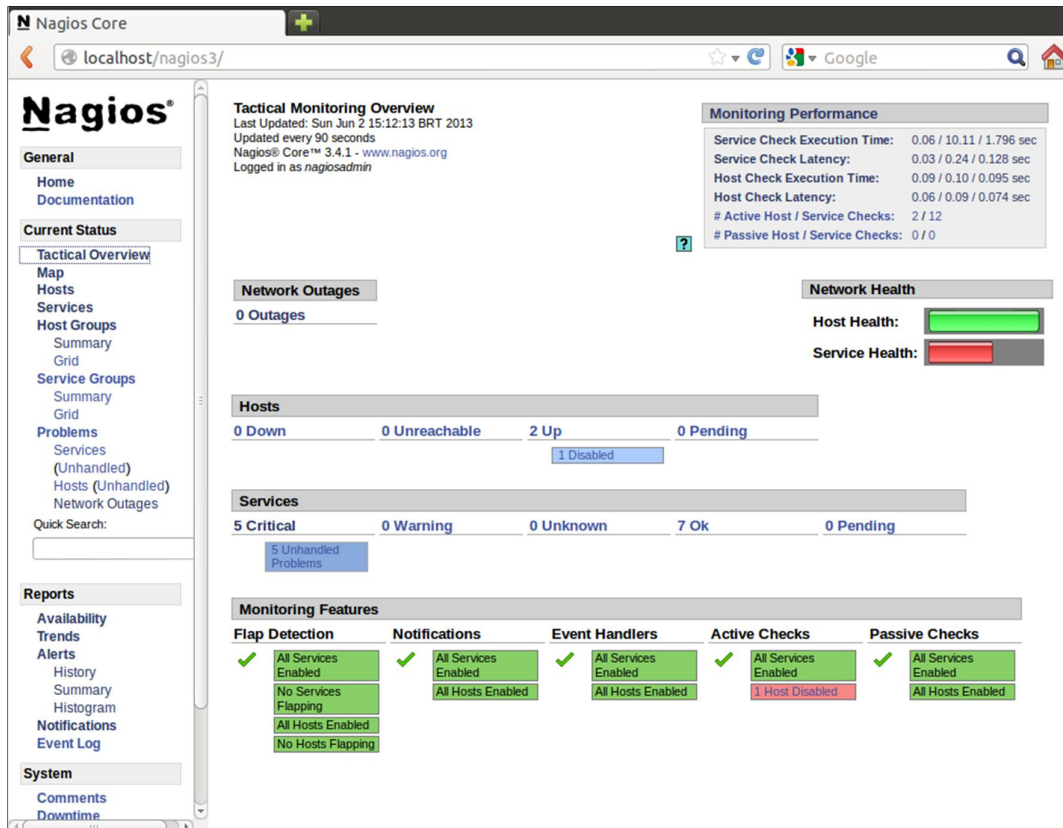 Nagios Core
localhost/nagios3/
Google
Nagios®
General
Home
Documentation
Current Status
Tactical Overview
Map
Hosts
Services
Host Groups
Summary
Grid
Service Groups
Summary
Grid
Problems
Services
(Unhandled)
Hosts (Unhandled)
Network Outages
Quick Search:
Reports
Availability
Trends
Alerts
History
Summary
Histogram
Notifications
Event Log
System
Comments
Downtime
Tactical Monitoring Overview
Last Updated: Sun Jun 2 15:12:13 BRT 2013
Updated every 90 seconds
Nagios® Core™ 3.4.1 - www.nagios.org
Logged in as nagiosadmin
Monitoring Performance
Service Check Execution Time: 0.06 / 10.11 / 1.796 sec
Service Check Latency: 0.03 / 0.24 / 0.128 sec
Host Check Execution Time: 0.09 / 0.10 / 0.095 sec
Host Check Latency: 0.06 / 0.09 / 0.074 sec
# Active Host / Service Checks: 2 / 12
# Passive Host / Service Checks: 0 / 0
?
Network Outages
0 Outages
Network Health
Host Health:
Service Health:
Hosts
0 Down 0 Unreachable 2 Up 0 Pending
1 Disabled
Services
5 Critical 0 Warning 0 Unknown 7 Ok 0 Pending
5 Unhandled
Problems
Monitoring Features
Flap Detection Notifications Event Handlers Active Checks Passive Checks
All Services
Enabled
No Services
Flapping
All Hosts Enabled
No Hosts Flapping
All Services
Enabled
All Hosts Enabled
All Services
Enabled
All Hosts Enabled
All Services
Enabled
1 Host Disabled
All Services
Enabled
All Hosts Enabled